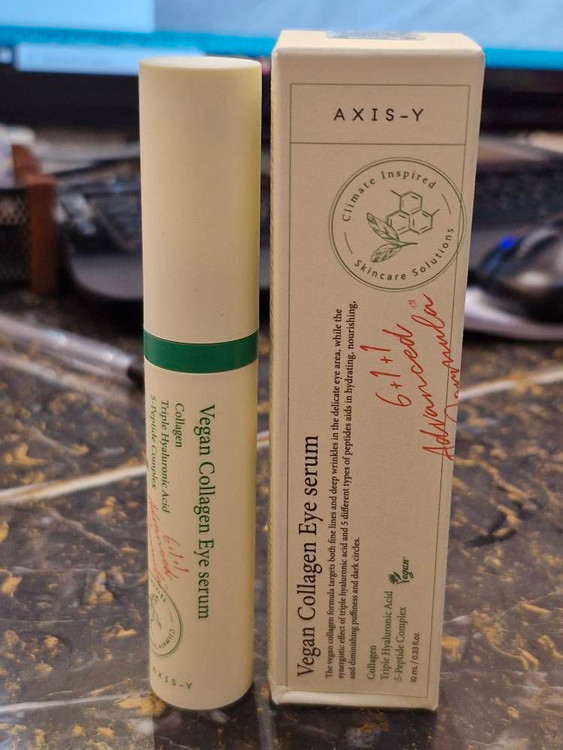 AXIS-Y
Climate Inspired
Skincare Solutions
6+1+1
Advanced
Formula
™
Vegan Collagen Eye serum
The vegan collagen formula targets both fine lines and deep wrinkles in the delicate eye area, while the
synergistic effect of triple hyaluronic acid and 5 different types of peptides aids in hydrating, nourishing,
and diminishing puffiness and dark circles.
Collagen
Triple Hyaluronic Acid
5-Peptide Complex
Vegan
10 mL / 0.33 fl.oz.
Vegan Collagen Eye serum
Collagen
Triple Hyaluronic Acid
5-Peptide Complex
6+1+1
Advanced
AXIS-Y